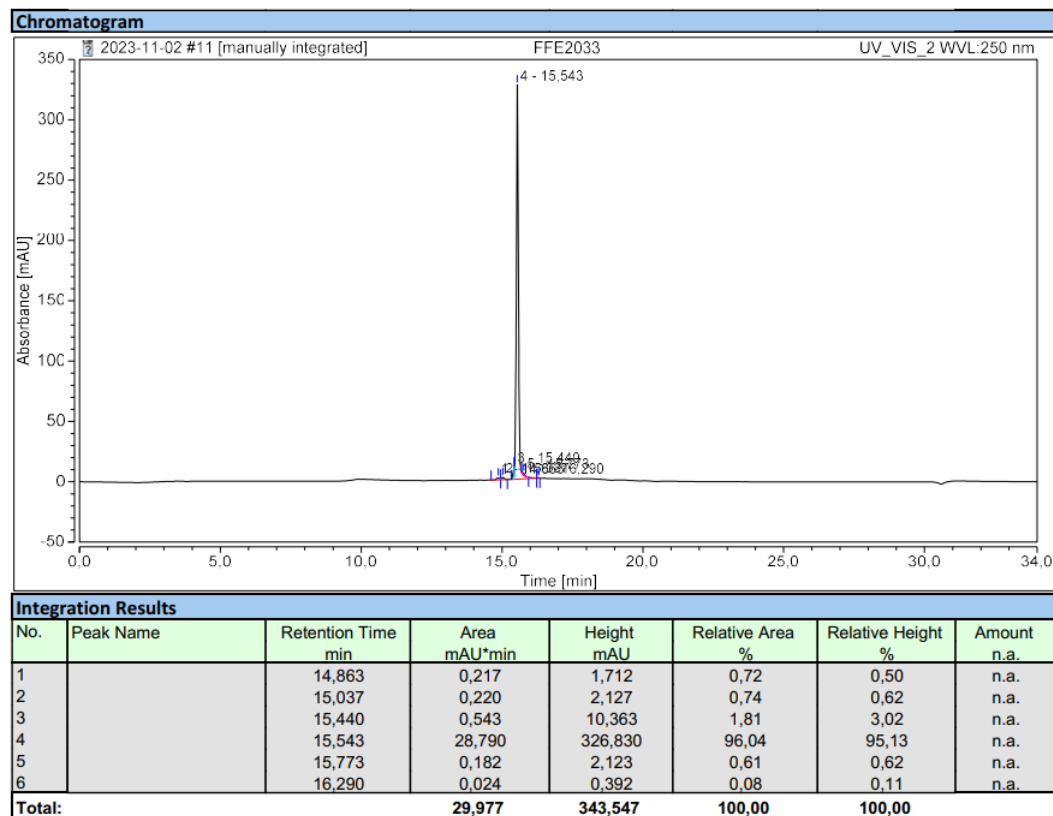 Chromatogram
2023-11-02 #11 [manually integrated] FFE2033 UV_VIS_2 WVL:250 nm
350
300
250
200
150
100
50
0
-50
Absorbance [mAU]
4 - 15,543
3 - 15,440
0,0 5,0 10,0 15,0 20,0 25,0 30,0 34,0
Time [min]
Integration Results
No. Peak Name Retention Time Area Height Relative Area Relative Height Amount
min mAU*min mAU % % n.a.
1 14,863 0,217 1,712 0,72 0,50 n.a.
2 15,037 0,220 2,127 0,74 0,62 n.a.
3 15,440 0,543 10,363 1,81 3,02 n.a.
4 15,543 28,790 326,830 96,04 95,13 n.a.
5 15,773 0,182 2,123 0,61 0,62 n.a.
6 16,290 0,024 0,392 0,08 0,11 n.a.
Total: 29,977 343,547 100,00 100,00